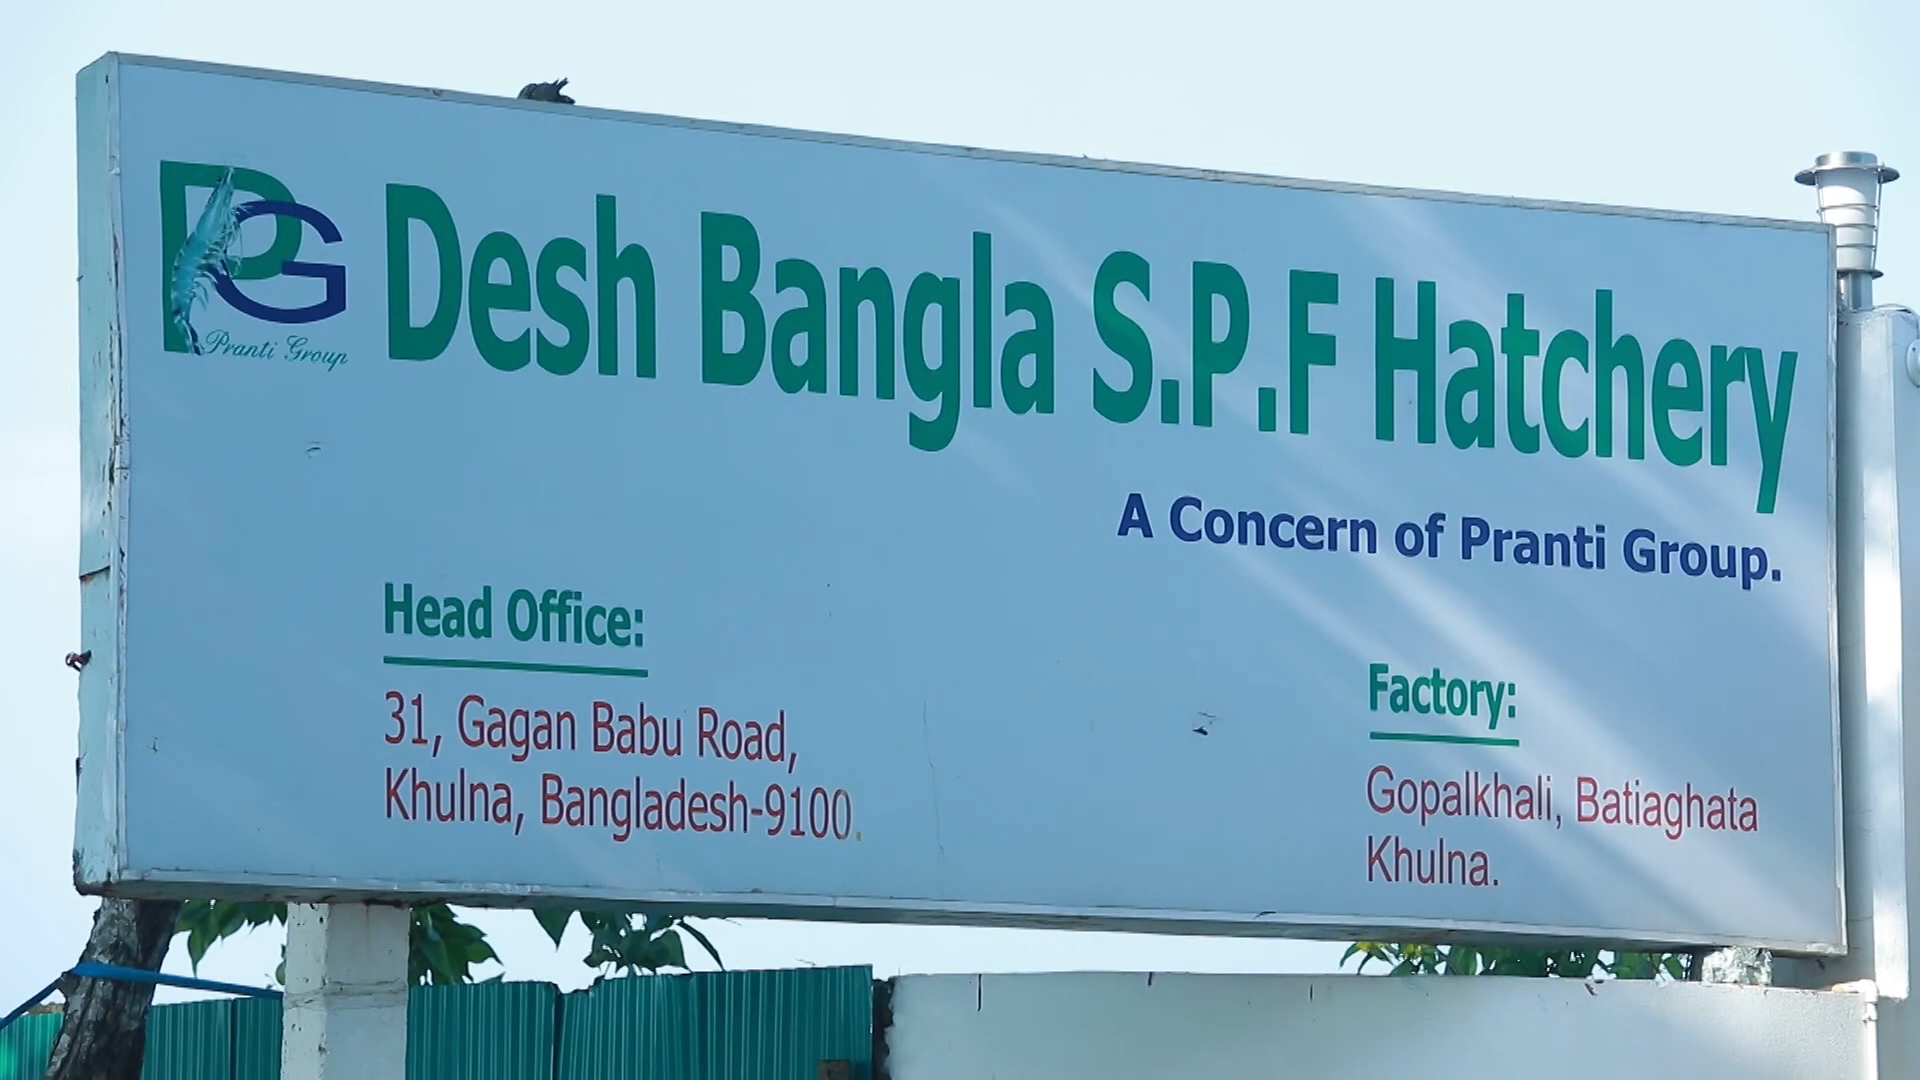 PG
Pranti Group
Desh Bangla S.P.F Hatchery
A Concern of Pranti Group.
Head Office:
31, Gagan Babu Road,
Khulna, Bangladesh-9100
Factory:
Gopalkhali, Batiaghata
Khulna.